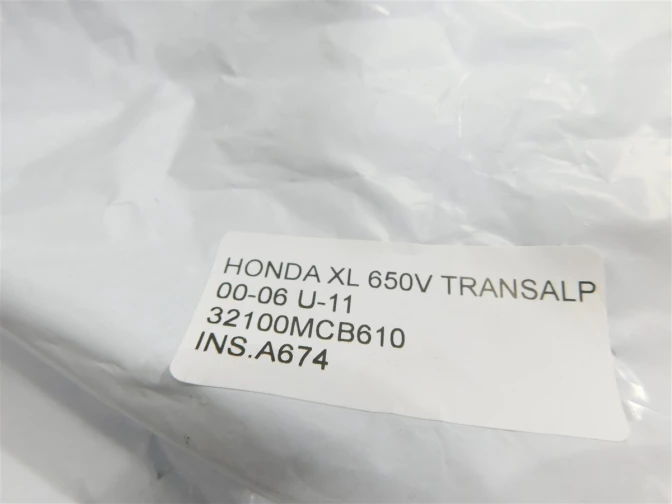 HONDA XL 650V TRANSALP
00-06 U-11
32100MCB610
INS.A674